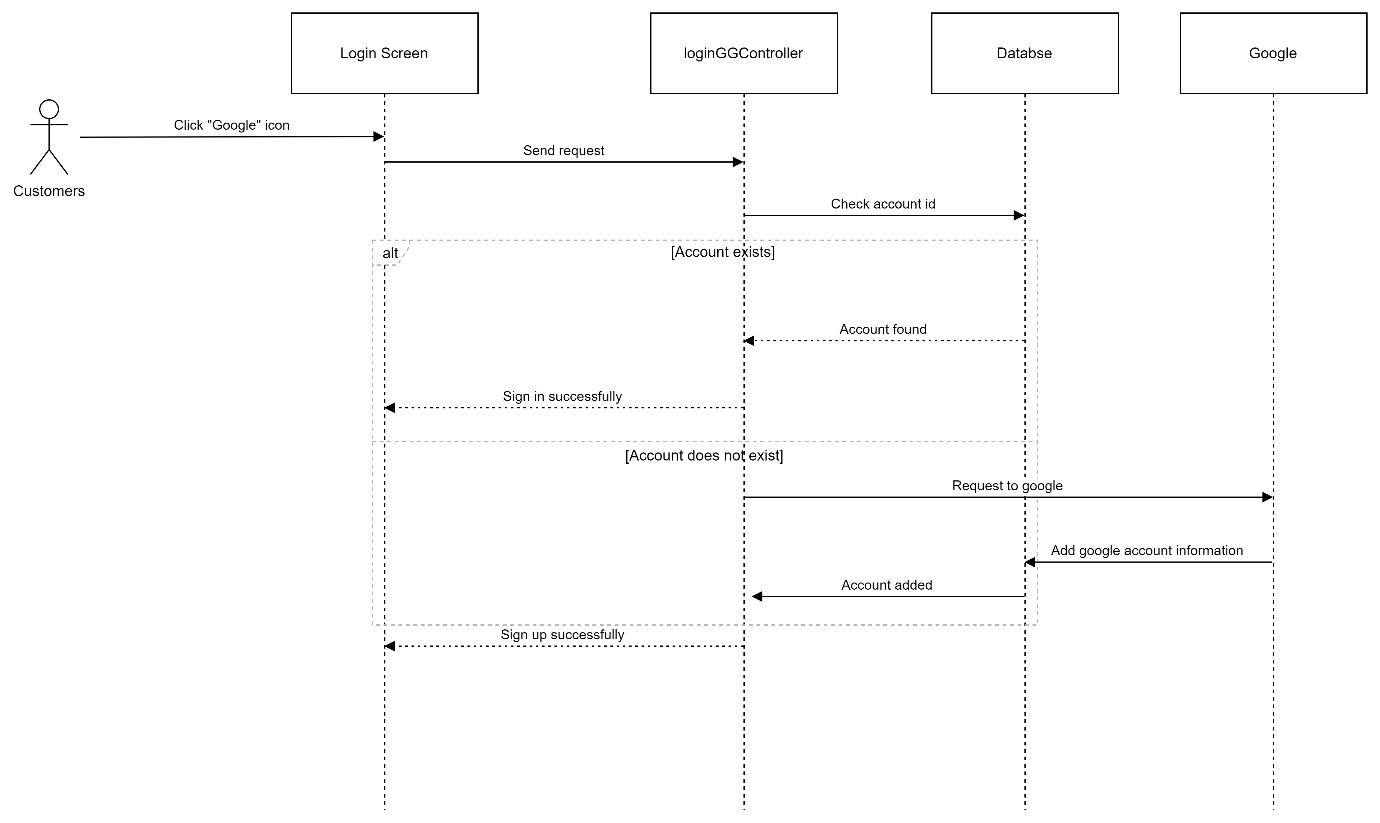 Login Screen
loginGGController
Databse
Google
Click "Google" icon
Send request
Customers
Check account id
alt
[Account exists]
Account found
Sign in successfully
[Account does not exist]
Request to google
Add google account information
Account added
Sign up successfully